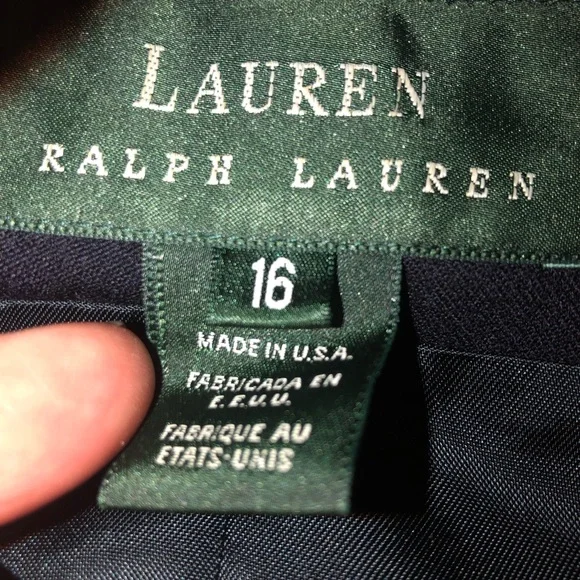 LAUREN
RALPH LAUREN
16
MADE IN U.S.A.
FABRICADA EN
E.E.U.U.
FABRIQUE AU
ETATS-UNIS